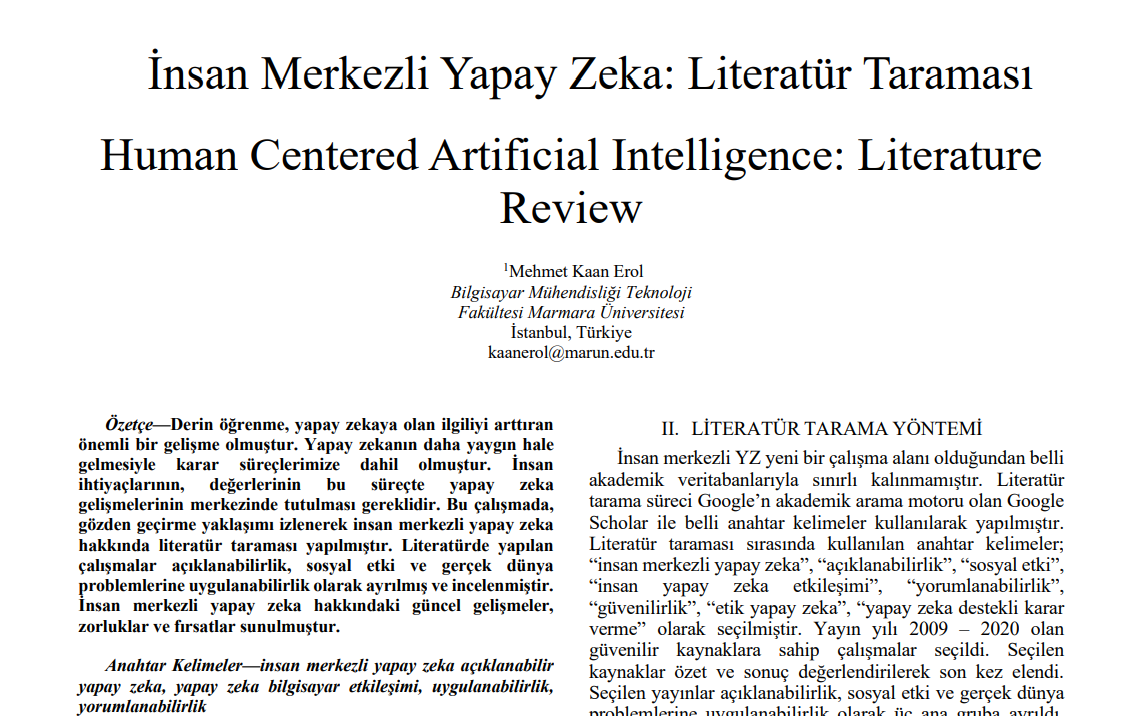 İnsan Merkezli Yapay Zeka: Literatür Taraması
Human Centered Artificial Intelligence: Literature
Review
¹Mehmet Kaan Erol
Bilgisayar Mühendisliği Teknoloji
Fakültesi Marmara Üniversitesi
İstanbul, Türkiye
kaanerol@marun.edu.tr
Özetçe—Derin öğrenme, yapay zekaya olan ilgiliyi arttıran
önemli bir gelişme olmuştur. Yapay zekanın daha yaygın hale
gelmesiyle karar süreçlerimize dahil olmuştur. İnsan
ihtiyaçlarının, değerlerinin bu süreçte yapay zeka
gelişmelerinin merkezinde tutulması gereklidir. Bu çalışmada,
gözden geçirme yaklaşımı izlenerek insan merkezli yapay zeka
hakkında literatür taraması yapılmıştır. Literatürde yapılan
çalışmalar açıklanabilirlik, sosyal etki ve gerçek dünya
problemlerine uygulanabilirlik olarak ayrılmış ve incelenmiştir.
İnsan merkezli yapay zeka hakkındaki güncel gelişmeler,
zorluklar ve fırsatlar sunulmuştur.
Anahtar Kelimeler—insan merkezli yapay zeka açıklanabilir
yapay zeka, yapay zeka bilgisayar etkileşimi, uygulanabilirlik,
yorumlanabilirlik
II. LİTERATÜR TARAMA YÖNTEMİ
İnsan merkezli YZ yeni bir çalışma alanı olduğundan belli
akademik veritabanlarıyla sınırlı kalınmamıştır. Literatür
tarama süreci Google’n akademik arama motoru olan Google
Scholar ile belli anahtar kelimeler kullanılarak yapılmıştır.
Literatür taraması sırasında kullanılan anahtar kelimeler;
“insan merkezli yapay zeka”, “açıklanabilirlik”, “sosyal etki”,
“insan yapay zeka etkileşimi”, “yorumlanabilirlik”,
“güvenilirlik”, “etik yapay zeka”, “yapay zeka destekli karar
verme” olarak seçilmiştir. Yayın yılı 2009 – 2020 olan
güvenilir kaynaklara sahip çalışmalar seçildi. Seçilen
kaynaklar özet ve sonuç değerlendirilerek son kez elendi.
Seçilen yayınlar açıklanabilirlik, sosyal etki ve gerçek dünya
problemlerine uygulanabilirlik olarak üç ana gruba ayrıldı.